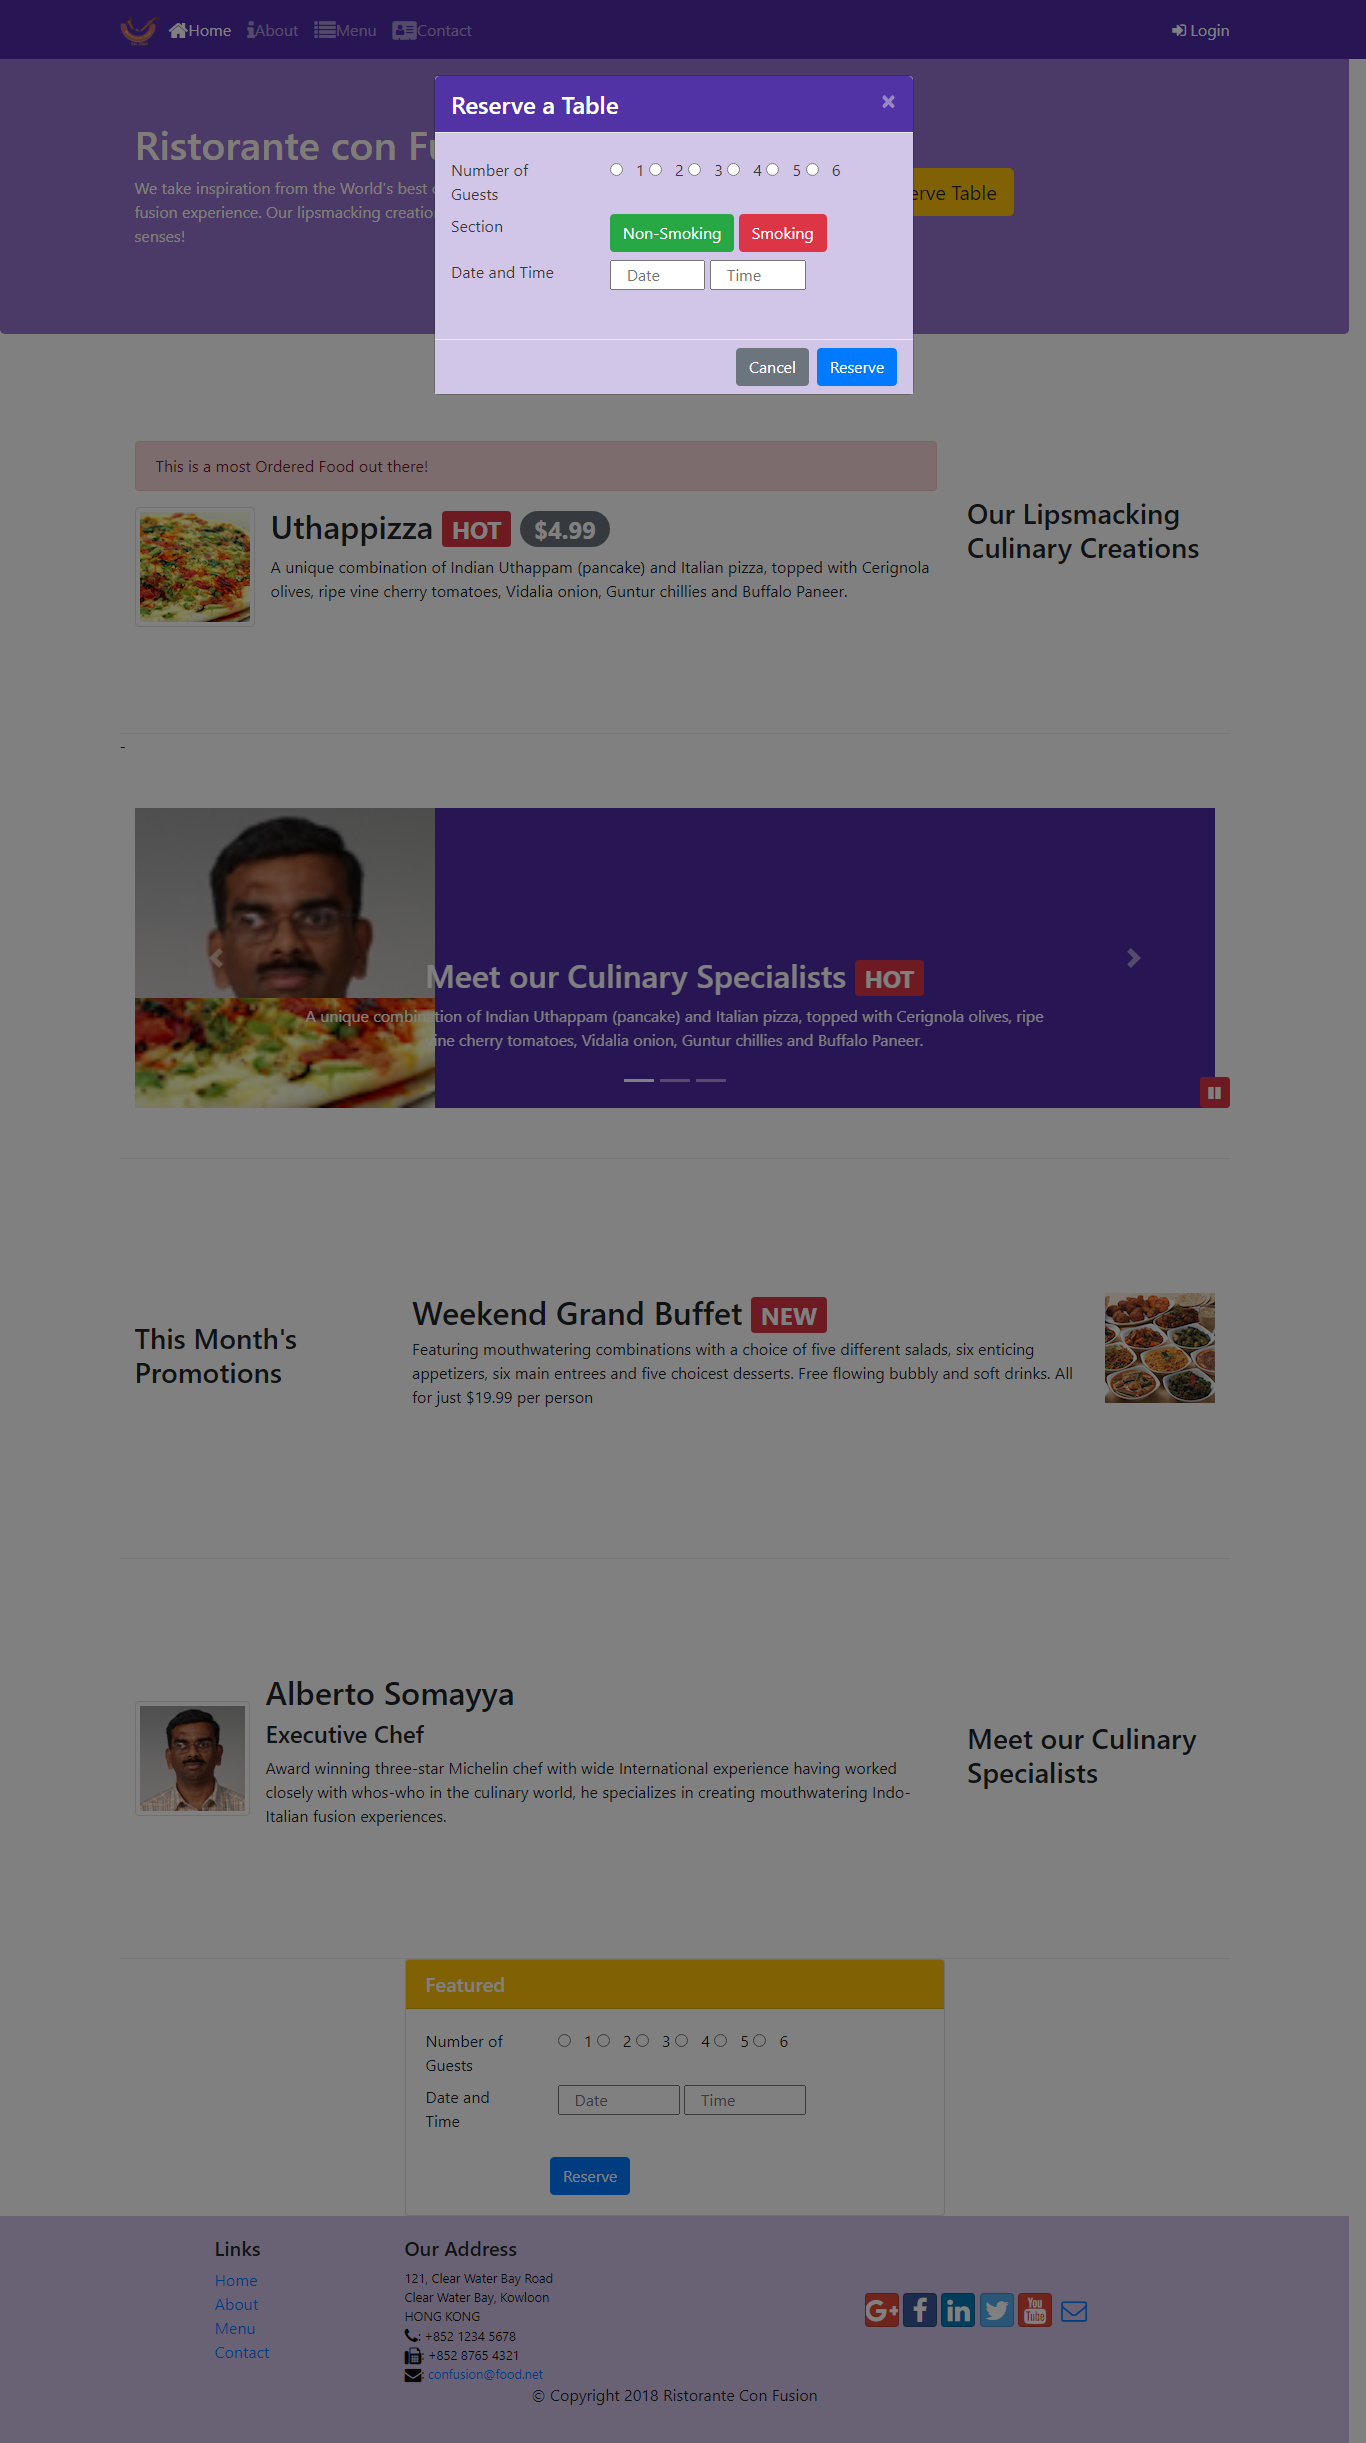 Home About Menu Contact Login
Reserve a Table ×
Ristorante con Fu
We take inspiration from the World's best
fusion experience. Our lipsmacking
senses!
erve Table
Number of
Guests
1 2 3 4 5 6
Section
Non-Smoking Smoking
Date and Time
Date Time
Cancel Reserve
This is a most Ordered Food out there!
Uthappizza HOT $4.99
A unique combination of Indian Uthappam (pancake) and Italian pizza, topped with Cerignola
olives, ripe vine cherry tomatoes, Vidalia onion, Guntur chillies and Buffalo Paneer.
Our Lipsmacking
Culinary Creations
-
Meet our Culinary Specialists HOT
A unique combination of Indian Uthappam (pancake) and Italian pizza, topped with Cerignola olives, ripe
vine cherry tomatoes, Vidalia onion, Guntur chillies and Buffalo Paneer.
This Month's
Promotions
Weekend Grand Buffet NEW
Featuring mouthwatering combinations with a choice of five different salads, six enticing
appetizers, six main entrees and five choicest desserts. Free flowing bubbly and soft drinks. All
for just $19.99 per person
Alberto Somayya
Executive Chef
Award winning three-star Michelin chef with wide International experience having worked
closely with whos-who in the culinary world, he specializes in creating mouthwatering Indo-
Italian fusion experiences.
Meet our Culinary
Specialists
Featured
Number of
Guests
1 2 3 4 5 6
Date and
Time
Date Time
Reserve
Links
Home
About
Menu
Contact
Our Address
121, Clear Water Bay Road
Clear Water Bay, Kowloon
HONG KONG
: +852 1234 5678
: +852 8765 4321
: confusion@food.net
G+ f in You Tube
© Copyright 2018 Ristorante Con Fusion